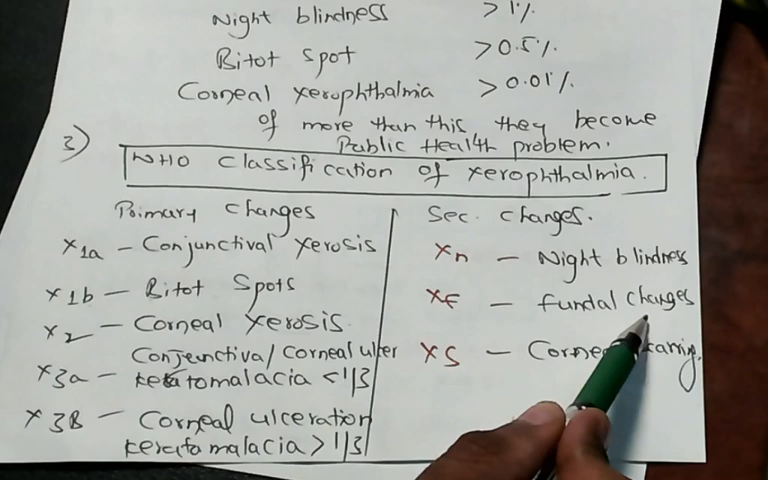 Night blindness >1%
Bitot Spot >0.5%
Corneal xerophthalmia >0.01%
of more than this, they become
Public Health problem.
3)
WHO classification of xerophthalmia.
Primary changes
X1a - Conjunctival xerosis
X1b - Bitot Spots
X2 - Corneal Xerosis.
Conjunctiva/corneal ulcer
X3a - keratomalacia <1/3
X3B - Corneal ulceration
keratomalacia >1/3
Sec. changes.
Xn - Night blindness
XF - fundal changes
XS - Corneal